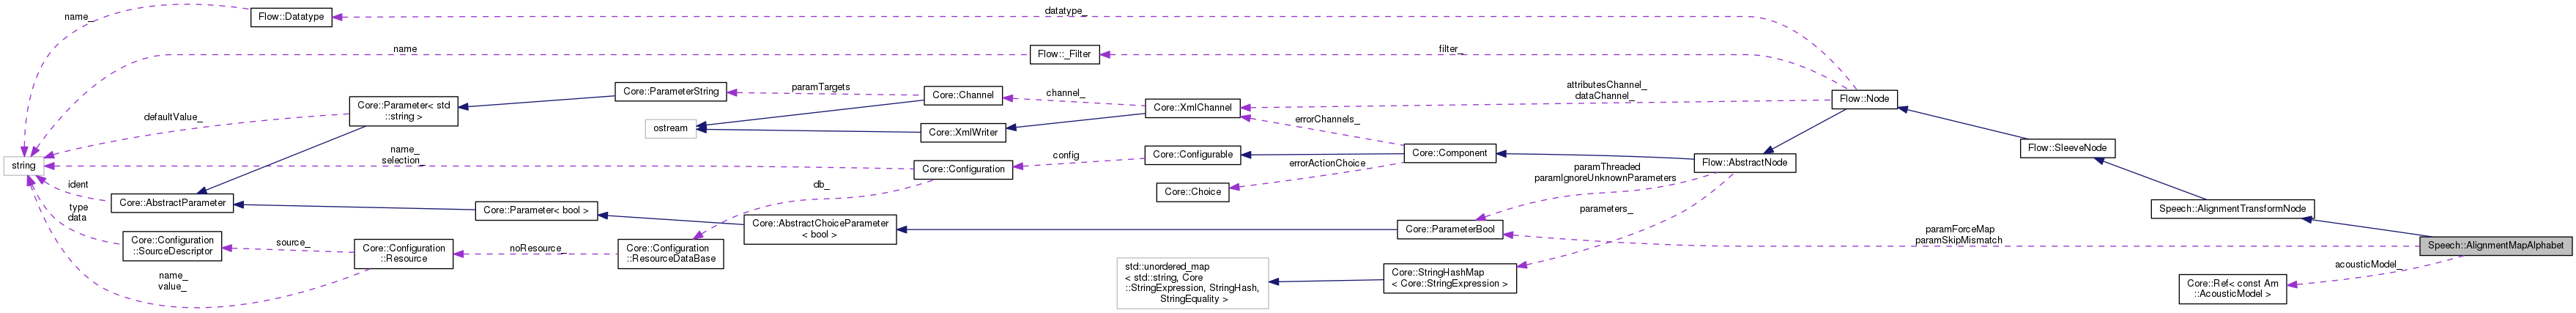 name_
Flow::Datatype
datatype_
name
Flow::_Filter
filter_
Core::Parameter< std
::string >
Core::ParameterString
paramTargets
Core::Channel
channel_
attributesChannel_
dataChannel_
Core::XmlChannel
Flow::Node
defaultValue_
ostream
Core::XmlWriter
errorChannels_
string
name_
selection_
Core::Configuration
config
Core::Configurable
Core::Component
errorActionChoice
Core::Choice
Flow::AbstractNode
Flow::SleeveNode
paramThreaded
paramIgnoreUnknownParameters
ident
db_
Core::AbstractParameter
Core::Parameter< bool >
parameters_
Speech::AlignmentTransformNode
type
data
Core::AbstractChoiceParameter
< bool >
Core::ParameterBool
paramForceMap
paramSkipMismatch
Core::Configuration
::SourceDescriptor
source_
Core::Configuration
::Resource
noResource_
Core::Configuration
::ResourceDataBase
Speech::AlignmentMapAlphabet
name_
value_
std::unordered_map
< std::string, Core
::StringExpression, StringHash,
StringEquality >
Core::StringHashMap
< Core::StringExpression >
acousticModel_
Core::Ref< const Am
::AcousticModel >